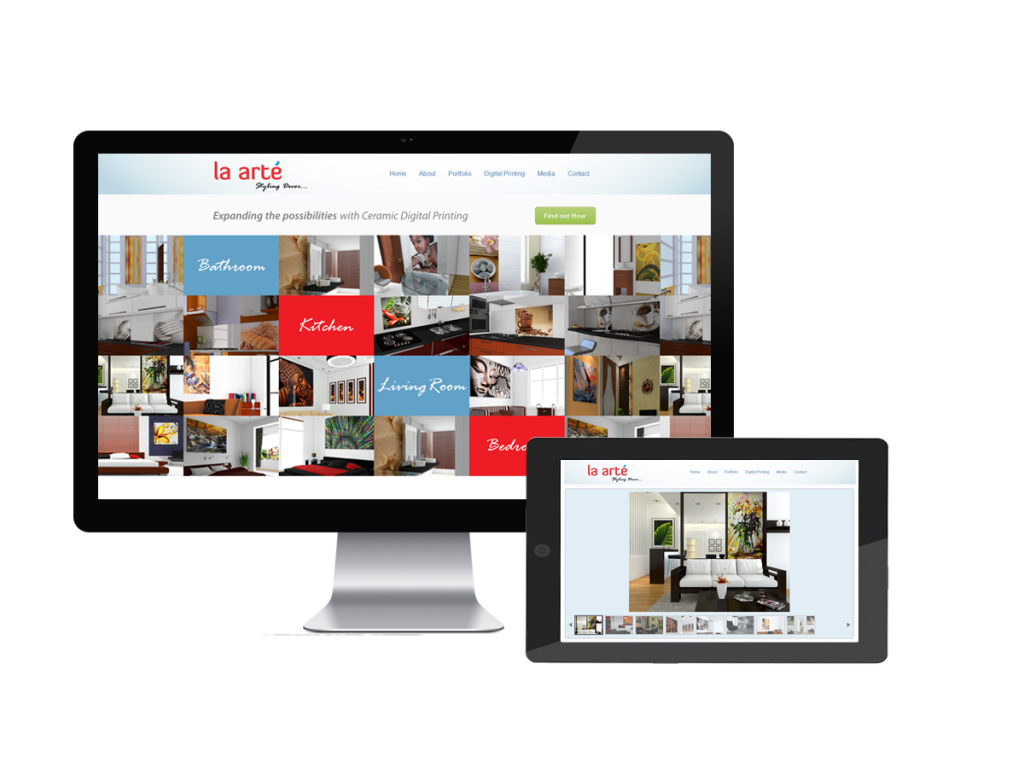 la arté
Styling Decor...
Home About Portfolio Digital Printing Media Contact
Expanding the possibilities with Ceramic Digital Printing
Find out How
Bathroom
Kitchen
Living Room
Bedro
la arté
Styling Decor...
Home About Portfolio Digital Printing Media Contact